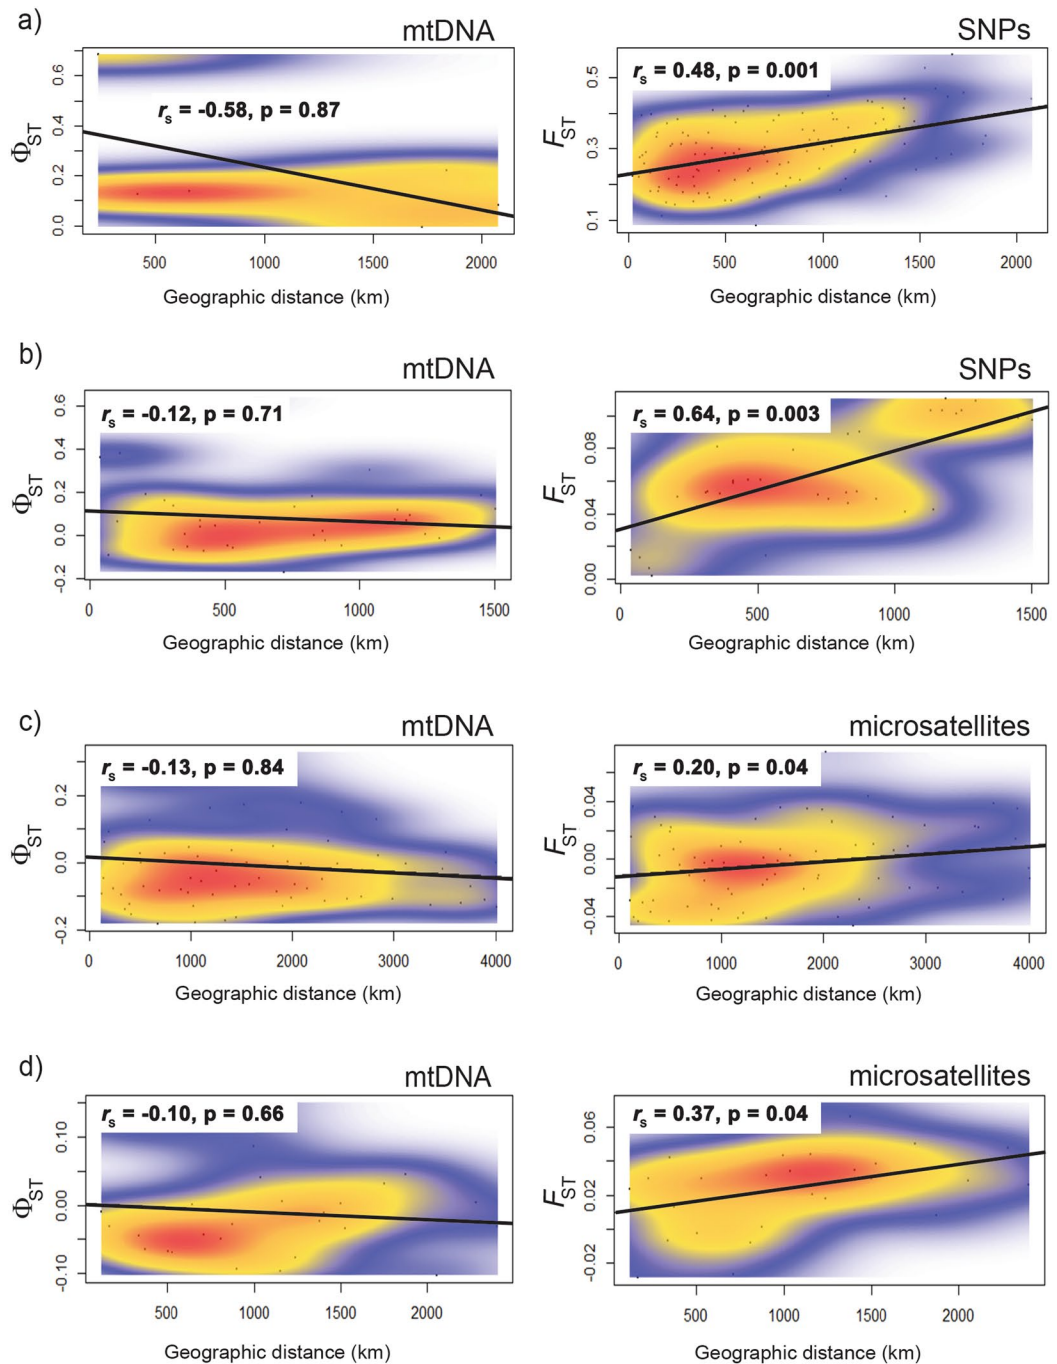 a)
mtDNA
SNPs
rs = -0.58, p = 0.87
rs = 0.48, p = 0.001
ΦST
0.0 0.2 0.4 0.6
500 1000 1500 2000
Geographic distance (km)
FST
0.1 0.3 0.5
0 500 1000 1500 2000
Geographic distance (km)
b)
mtDNA
SNPs
rs = -0.12, p = 0.71
rs = 0.64, p = 0.003
ΦST
-0.2 0.0 0.2 0.4 0.6
0 500 1000 1500
Geographic distance (km)
FST
0.00 0.04 0.08
0 500 1000 1500
Geographic distance (km)
c)
mtDNA
microsatellites
rs = -0.13, p = 0.84
rs = 0.20, p = 0.04
ΦST
-0.2 0.0 0.2
0 1000 2000 3000 4000
Geographic distance (km)
FST
-0.04 0.00 0.04
0 1000 2000 3000 4000
Geographic distance (km)
d)
mtDNA
microsatellites
rs = -0.10, p = 0.66
rs = 0.37, p = 0.04
ΦST
-0.10 0.00 0.10
500 1000 1500 2000
Geographic distance (km)
FST
-0.02 0.02 0.06
500 1000 1500 2000
Geographic distance (km)